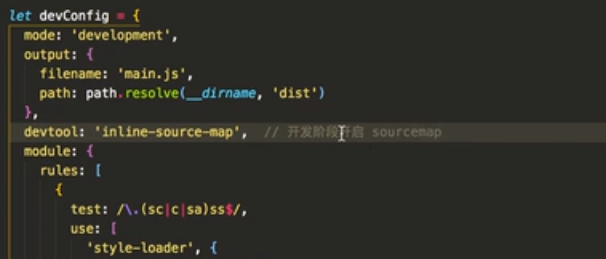 let devConfig = {
  mode: 'development',
  output: {
    filename: 'main.js',
    path: path.resolve(__dirname, 'dist')
  },
  devtool: 'inline-source-map',  // 开发阶段开启 sourcemap
  module: {
    rules: [
      {
        test: /\.(sc|c|sa)ss$/,
        use: [
          'style-loader', {